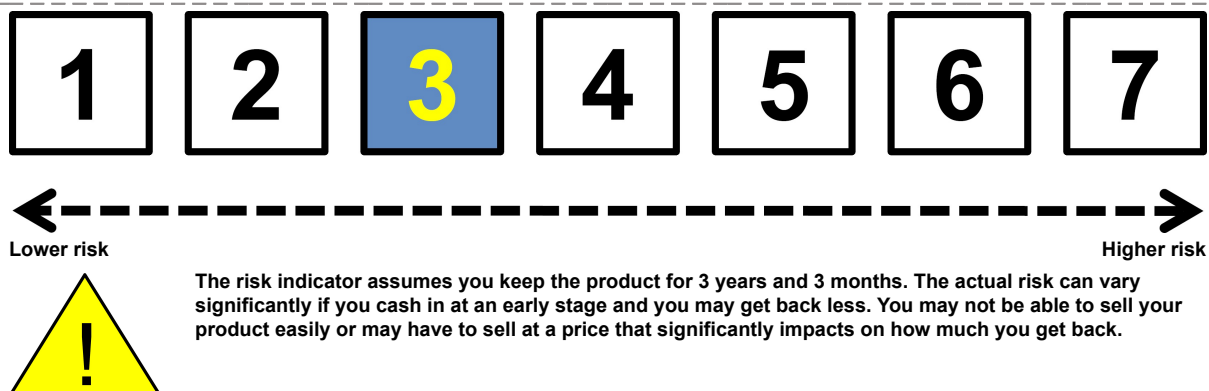 1 2 3 4 5 6 7
Lower risk Higher risk
The risk indicator assumes you keep the product for 3 years and 3 months. The actual risk can vary
significantly if you cash in at an early stage and you may get back less. You may not be able to sell your
product easily or may have to sell at a price that significantly impacts on how much you get back.
!